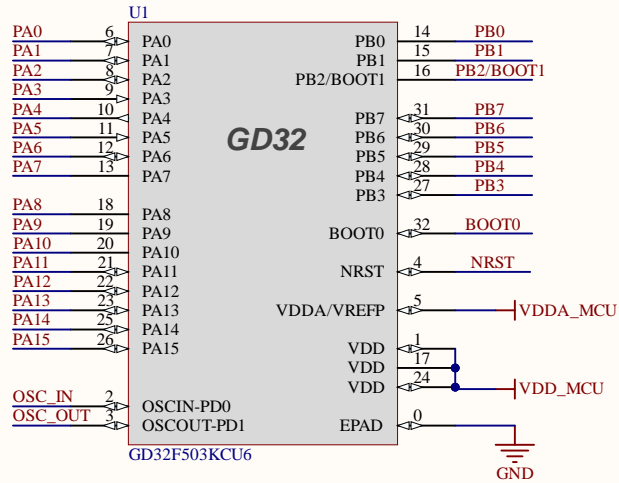 U1
PA0 6 PA0 PB0 14 PB0
PA1 7 PA1 PB1 15 PB1
PA2 8 PA2 PB2/BOOT1 16 PB2/BOOT1
PA3 9 PA3
PA4 10 PA4 PB7 31 PB7
PA5 11 PA5 GD32 PB6 30 PB6
PA6 12 PA6 PB5 29 PB5
PA7 13 PA7 PB4 28 PB4
PB3 27 PB3
PA8 18 PA8
PA9 19 PA9 BOOT0 32 BOOT0
PA10 20 PA10
PA11 21 PA11 NRST 4 NRST
PA12 22 PA12
PA13 23 PA13 VDDA/VREFP 5 VDDA_MCU
PA14 25 PA14
PA15 26 PA15 VDD 1
VDD 17
VDD 24 VDD_MCU
OSC_IN 2 OSCIN-PD0
OSC_OUT 3 OSCOUT-PD1 EPAD 0
GD32F503KCU6
GND